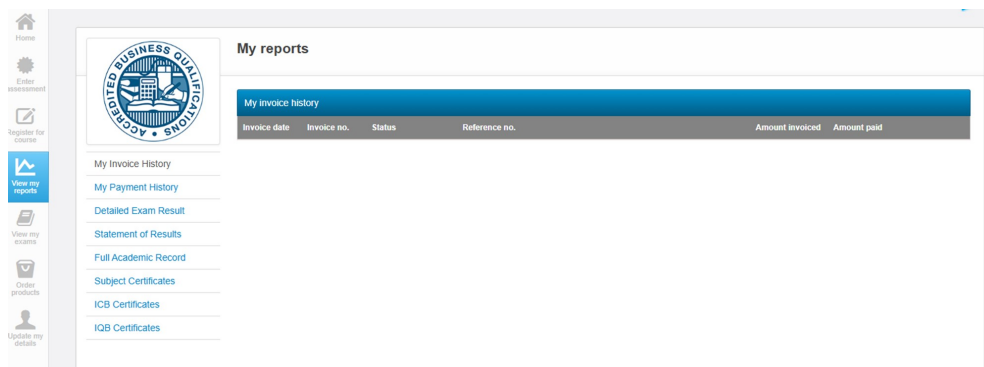 Home
Enter
assessment
Register for
course
View my
reports
View my
exams
Order
products
Update my
details
ACCREDITED BUSINESS QUALIFICATIONS
My Invoice History
My Payment History
Detailed Exam Result
Statement of Results
Full Academic Record
Subject Certificates
ICB Certificates
IQB Certificates
My reports
My invoice history
Invoice date Invoice no. Status Reference no. Amount invoiced Amount paid